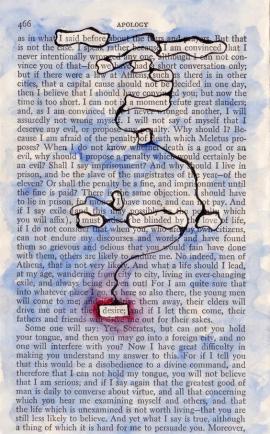 466 APOLOGY
as in what I said before about the tears and prayers. But that
is not the case. I speak rather because I am convinced that I
never intentionally wronged any one, although I can not con-
vince you of that—for we have had a short conversation only;
but if there were a law at Athens, such as there is in other
cities, that a capital cause should not be decided in one day,
then I believe that I should have convinced you; but now the
time is too short. I can not in a moment refute great slanders;
and, as I am convinced that I never wronged another, I will
assuredly not wrong myself. I will not say of myself that I
deserve any evil, or propose any penalty. Why should I? Be-
cause I am afraid of the penalty of death which Meletus pro-
poses? When I do not know whether death is a good or an
evil, why should I propose a penalty which would certainly be
an evil? Shall I say imprisonment? And why should I live in
prison, and be the slave of the magistrates of the year—of the
eleven? Or shall the penalty be a fine, and imprisonment until
the fine is paid? There is the same objection. I should have
to lie in prison, for money I have none, and can not pay. And
if I say exile (and this may possibly be the penalty which you
will affix), I must indeed be blinded by the love of life,
if I do not consider that when you, who are my own citizens,
can not endure my discourses and words, and have found
them so grievous and odious that you would fain have done
with them, others are likely to endure me. No indeed, men of
Athens, that is not very likely. And what a life should I lead,
at my age, wandering from city to city, living in ever-changing
exile, and always being driven out! For I am quite sure that
into whatever place I go, as here so also there, the young men
will come to me; and if I drive them away, their elders will
drive me out at their desire: and if I let them come, their
fathers and friends will drive me out for their sakes.
Some one will say: Yes, Socrates, but can not you hold
your tongue, and then you may go into a foreign city, and no
one will interfere with you? Now I have great difficulty in
making you understand my answer to this. For if I tell you
that this would be a disobedience to a divine command, and
therefore that I can not hold my tongue, you will not believe
that I am serious; and if I say again that the greatest good of
man is daily to converse about virtue, and all that concerning
which you hear me examining myself and others, and that
the life which is unexamined is not worth living—that you are
still less likely to believe. And yet what I say is true, although
a thing of which it is hard for me to persuade you. Moreover,